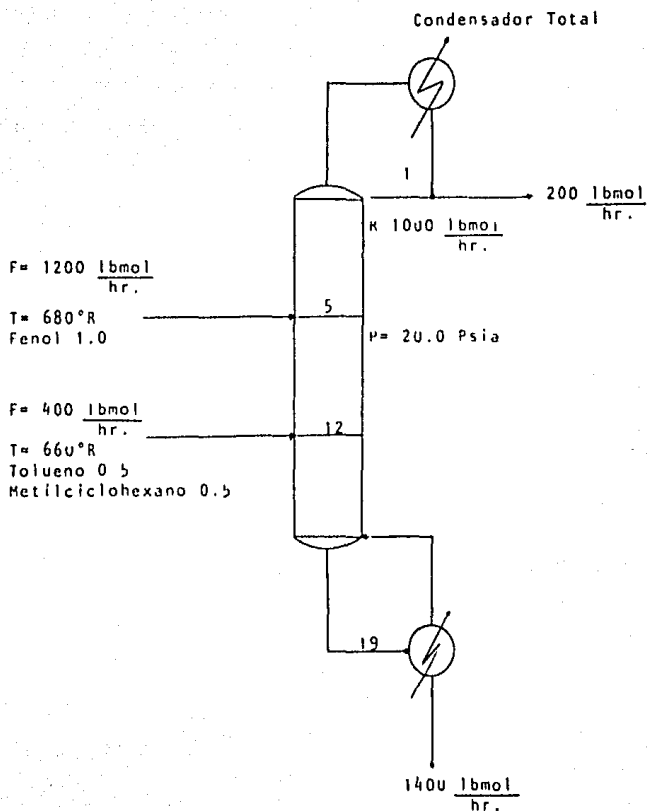 Condensador Total
1
200 lbmol
hr.
R 1000 lbmol
hr.
F= 1200 lbmol
hr.
T= 680°R
Fenol 1.0
5
P= 20.0 Psia
F= 400 lbmol
hr.
T= 660°R
Tolueno 0 5
Metilciclohexano 0.5
12
19
1400 lbmol
hr.